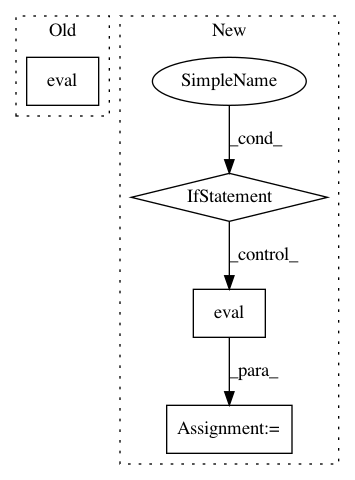 Old
eval
New
SimpleName
_cond_
IfStatement
_control_
eval
_para_
Assignment:=